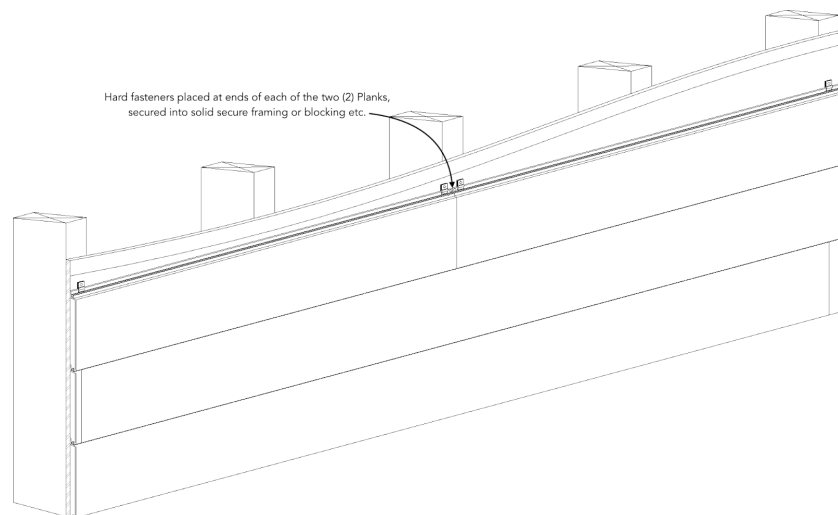 Hard fasteners placed at ends of each of the two (2) Planks,
secured into solid secure framing or blocking etc.